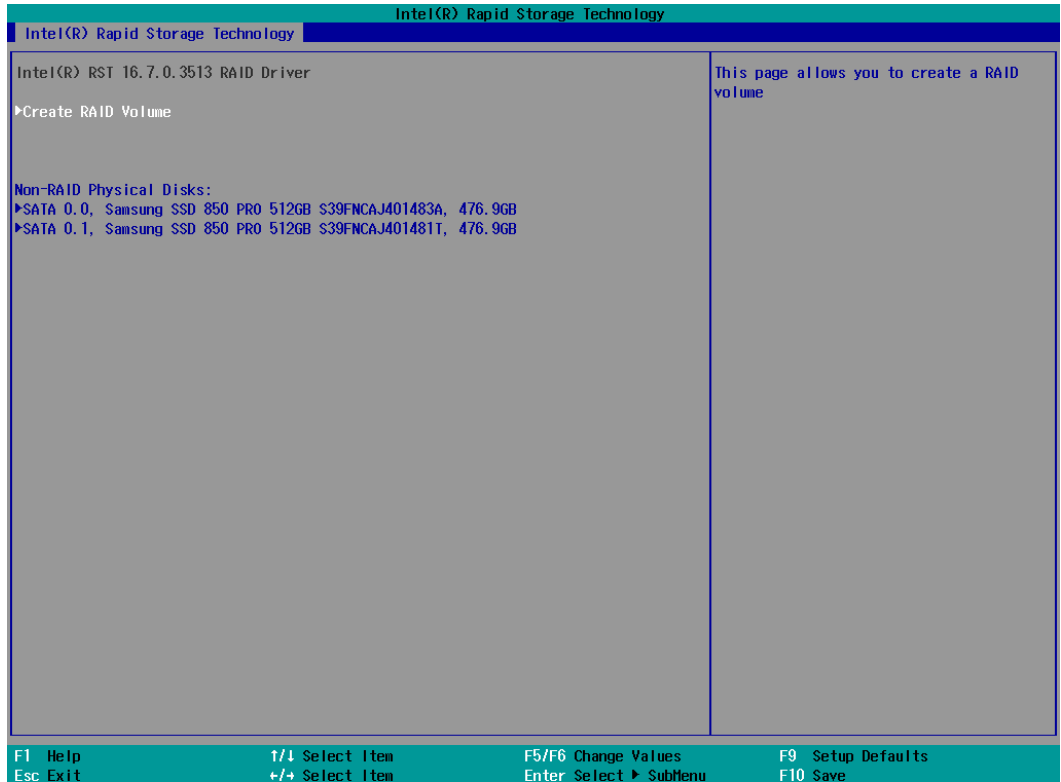 Intel(R) Rapid Storage Technology
Intel(R) Rapid Storage Technology
Intel(R) RST 16.7.0.3513 RAID Driver
▶Create RAID Volume
Non-RAID Physical Disks:
▶SATA 0.0, Samsung SSD 850 PRO 512GB S39FNCAJ401483A, 476.9GB
▶SATA 0.1, Samsung SSD 850 PRO 512GB S39FNCAJ401481T, 476.9GB
This page allows you to create a RAID
volume
F1 Help ↑/↓ Select Item F5/F6 Change Values F9 Setup Defaults
Esc Exit ←/→ Select Item Enter Select ▶ SubMenu F10 Save